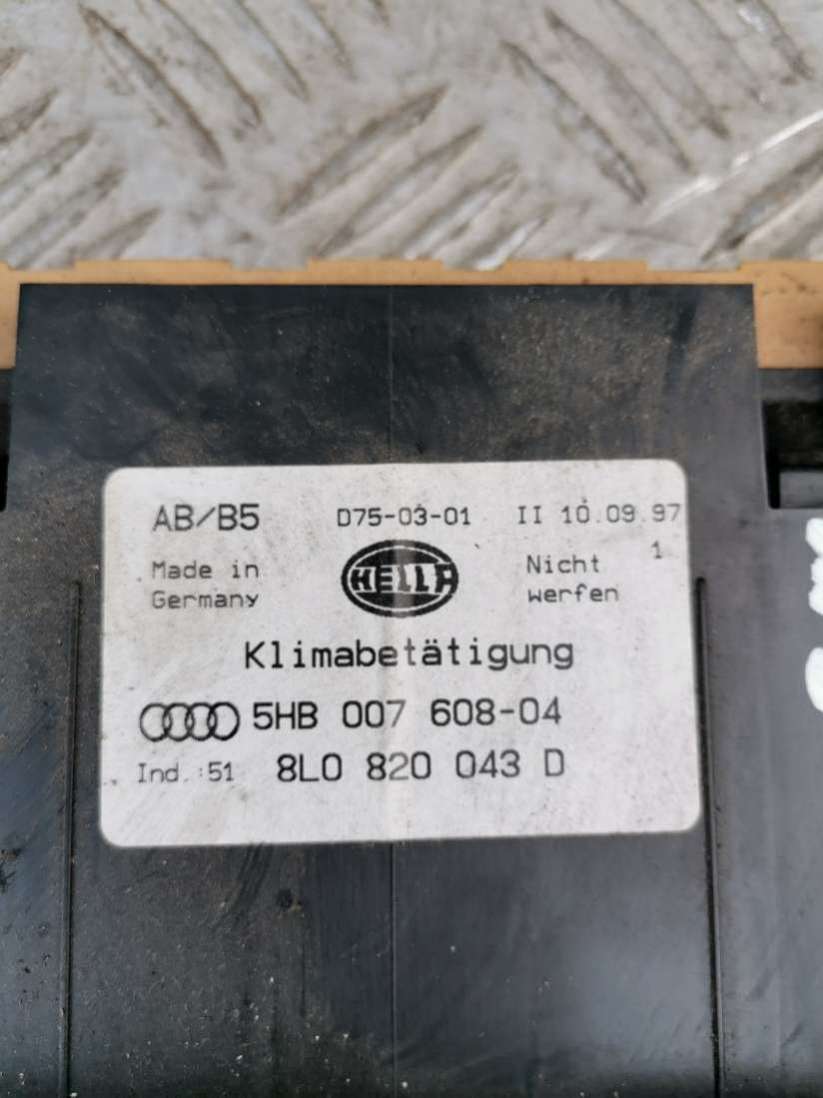 AB/B5 D75-03-01 II 10.09.97
Made in Germany
HELLA
Nicht werfen
1
Klimabetätigung
5HB 007 608-04
Ind.:51 8L0 820 043 D